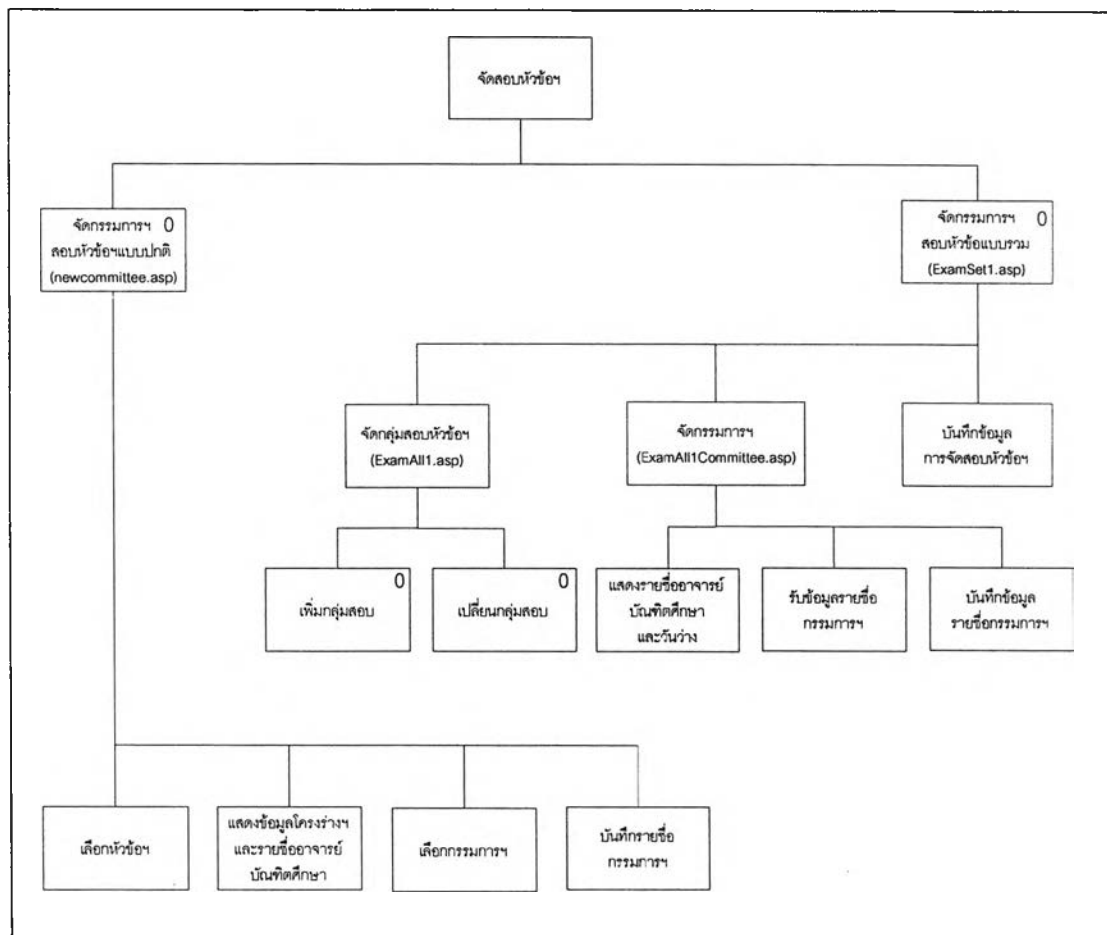 จัดสอบหัวข้อฯ
จัดกรรมการฯ 0
สอบหัวข้อฯแบบปกติ
(newcommittee.asp)
จัดกรรมการฯ 0
สอบหัวข้อแบบรวม
(ExamSet1.asp)
จัดกลุ่มสอบหัวข้อฯ
(ExamAll1.asp)
จัดกรรมการฯ
(ExamAll1Committee.asp)
บันทึกข้อมูล
การจัดสอบหัวข้อฯ
0
เพิ่มกลุ่มสอบ
0
เปลี่ยนกลุ่มสอบ
แสดงรายชื่ออาจารย์
บัณฑิตศึกษา
และวันว่าง
รับข้อมูลรายชื่อ
กรรมการฯ
บันทึกข้อมูล
รายชื่อกรรมการฯ
เลือกหัวข้อฯ
แสดงข้อมูลโครงร่างฯ
และรายชื่ออาจารย์
บัณฑิตศึกษา
เลือกกรรมการฯ
บันทึกรายชื่อ
กรรมการฯ